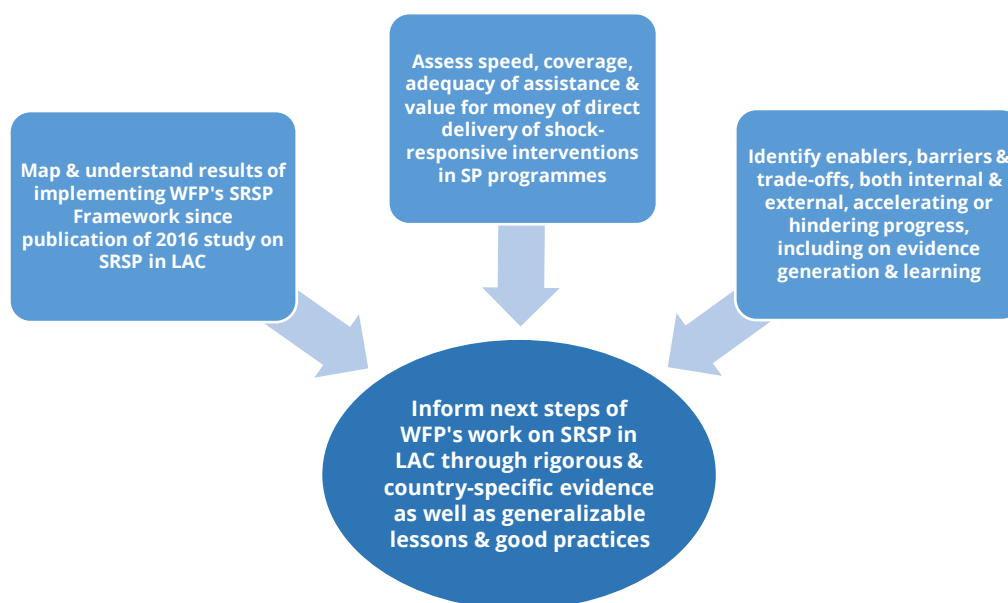 Map & understand results of
implementing WFP's SRSP
Framework since
publication of 2016 study on
SRSP in LAC
Assess speed, coverage,
adequacy of assistance &
value for money of direct
delivery of shock-
responsive interventions
in SP programmes
Identify enablers, barriers &
trade-offs, both internal &
external, accelerating or
hindering progress,
including on evidence
generation & learning
Inform next steps of
WFP's work on SRSP in
LAC through rigorous &
country-specific evidence
as well as generalizable
lessons & good practices